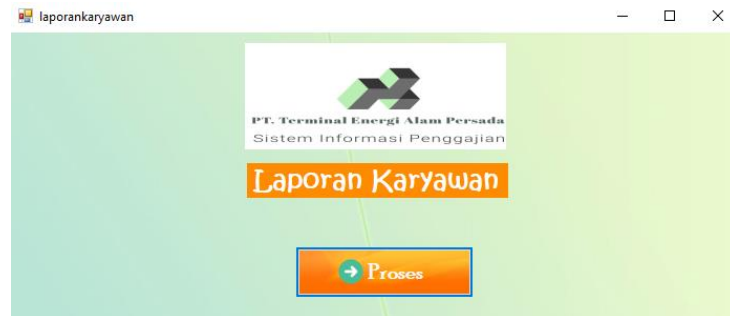 laporankaryawan
PT. Terminal Energi Alam Persada
Sistem Informasi Penggajian
Laporan Karyawan
Proses